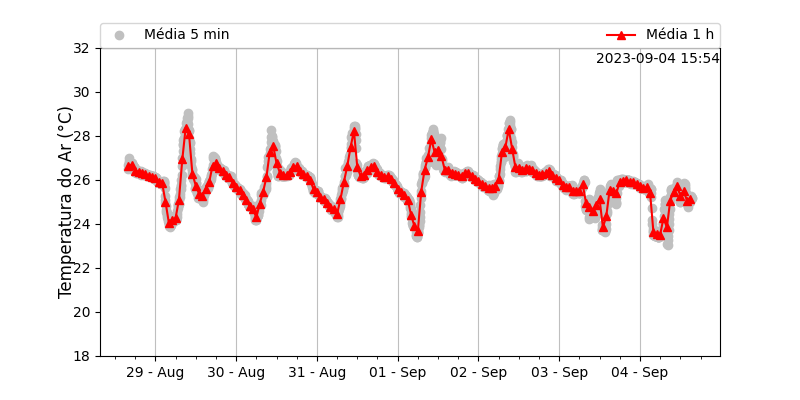 Média 5 min
Média 1 h
2023-09-04 15:54
Temperatura do Ar (°C)
32
30
28
26
24
22
20
18
29 - Aug
30 - Aug
31 - Aug
01 - Sep
02 - Sep
03 - Sep
04 - Sep